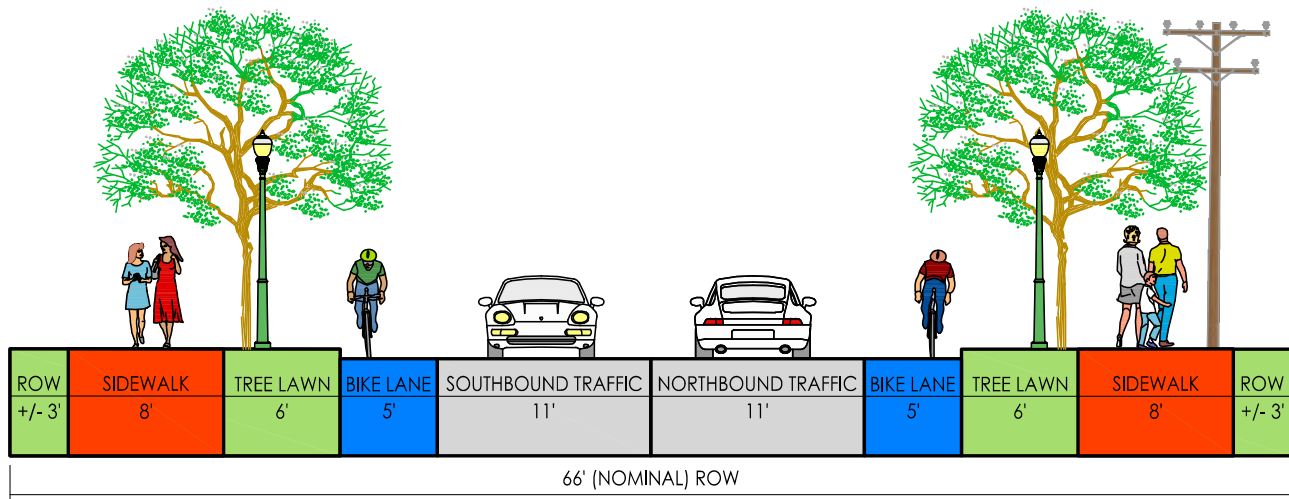 ROW SIDEWALK TREE LAWN BIKE LANE SOUTHBOUND TRAFFIC NORTHBOUND TRAFFIC BIKE LANE TREE LAWN SIDEWALK ROW
+/- 3' 8' 6' 5' 11' 11' 5' 6' 8' +/- 3'
66' (NOMINAL) ROW